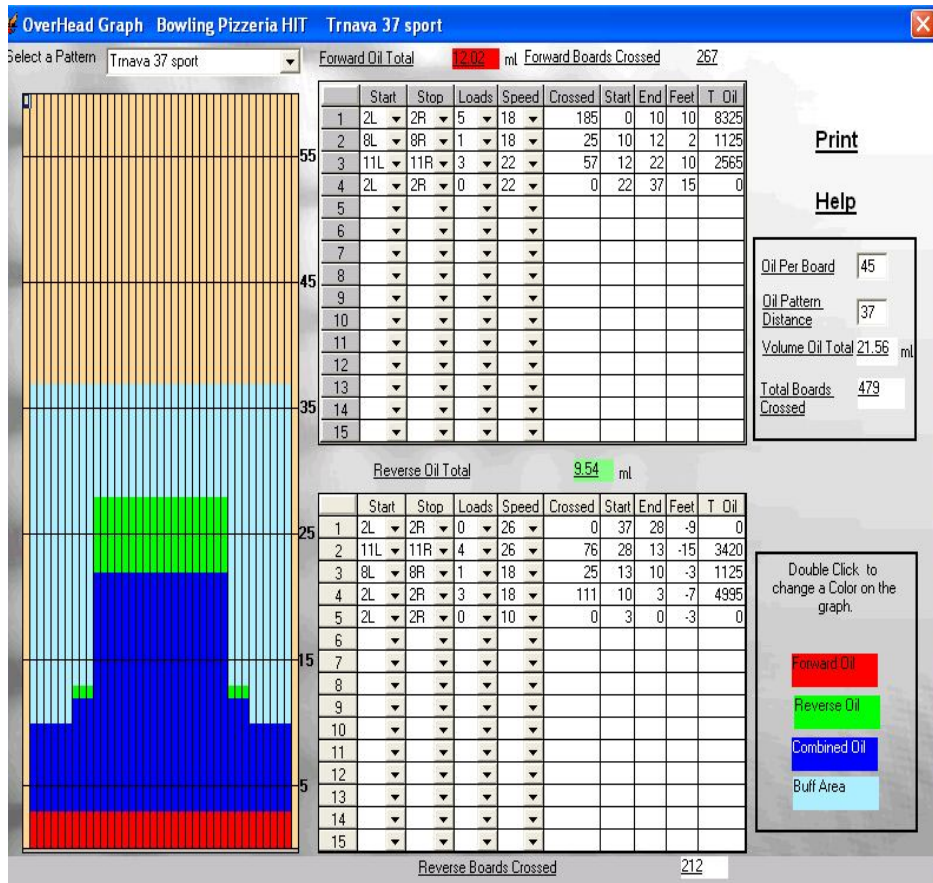 OverHead Graph Bowling Pizzeria HIT Trnava 37 sport
Select a Pattern Trnava 37 sport
Forward Oil Total 12.02 ml Forward Boards Crossed 267
Start Stop Loads Speed Crossed Start End Feet T Oil
1 2L 2R 5 18 185 0 10 10 8325
2 8L 8R 1 18 25 10 12 2 1125
3 11L 11R 3 22 57 12 22 10 2565
4 2L 2R 0 22 0 22 37 15 0
5
6
7
8
9
10
11
12
13
14
15
55
45
35
25
15
5
Print
Help
Oil Per Board 45
Oil Pattern
Distance 37
Volume Oil Total 21.56 ml
Total Boards
Crossed 479
Reverse Oil Total 9.54 ml
Start Stop Loads Speed Crossed Start End Feet T Oil
1 2L 2R 0 26 0 37 28 -9 0
2 11L 11R 4 26 76 28 13 -15 3420
3 8L 8R 1 18 25 13 10 -3 1125
4 2L 2R 3 18 111 10 3 -7 4995
5 2L 2R 0 10 0 3 0 -3 0
6
7
8
9
10
11
12
13
14
15
Double Click to
change a Color on the
graph.
Forward Oil
Reverse Oil
Combined Oil
Buff Area
Reverse Boards Crossed 212